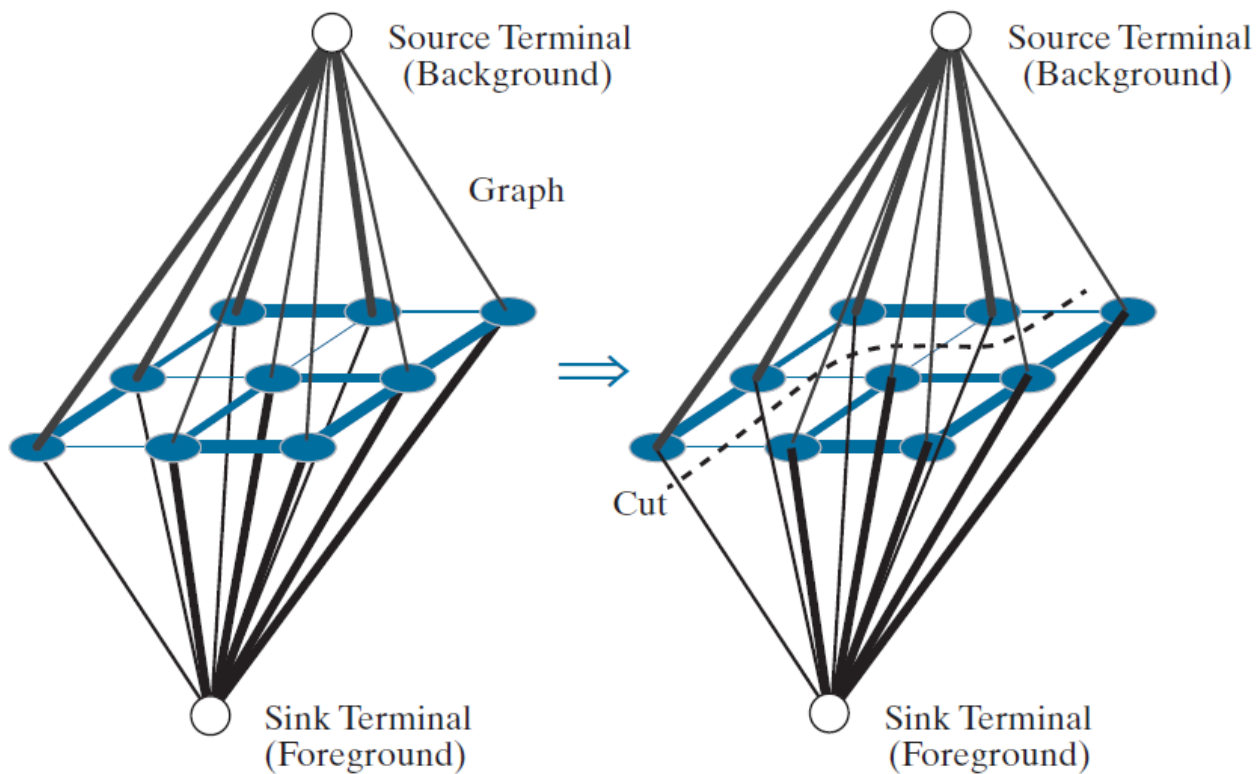 Source Terminal
(Background)
Graph
Sink Terminal
(Foreground)
Source Terminal
(Background)
Cut
Sink Terminal
(Foreground)